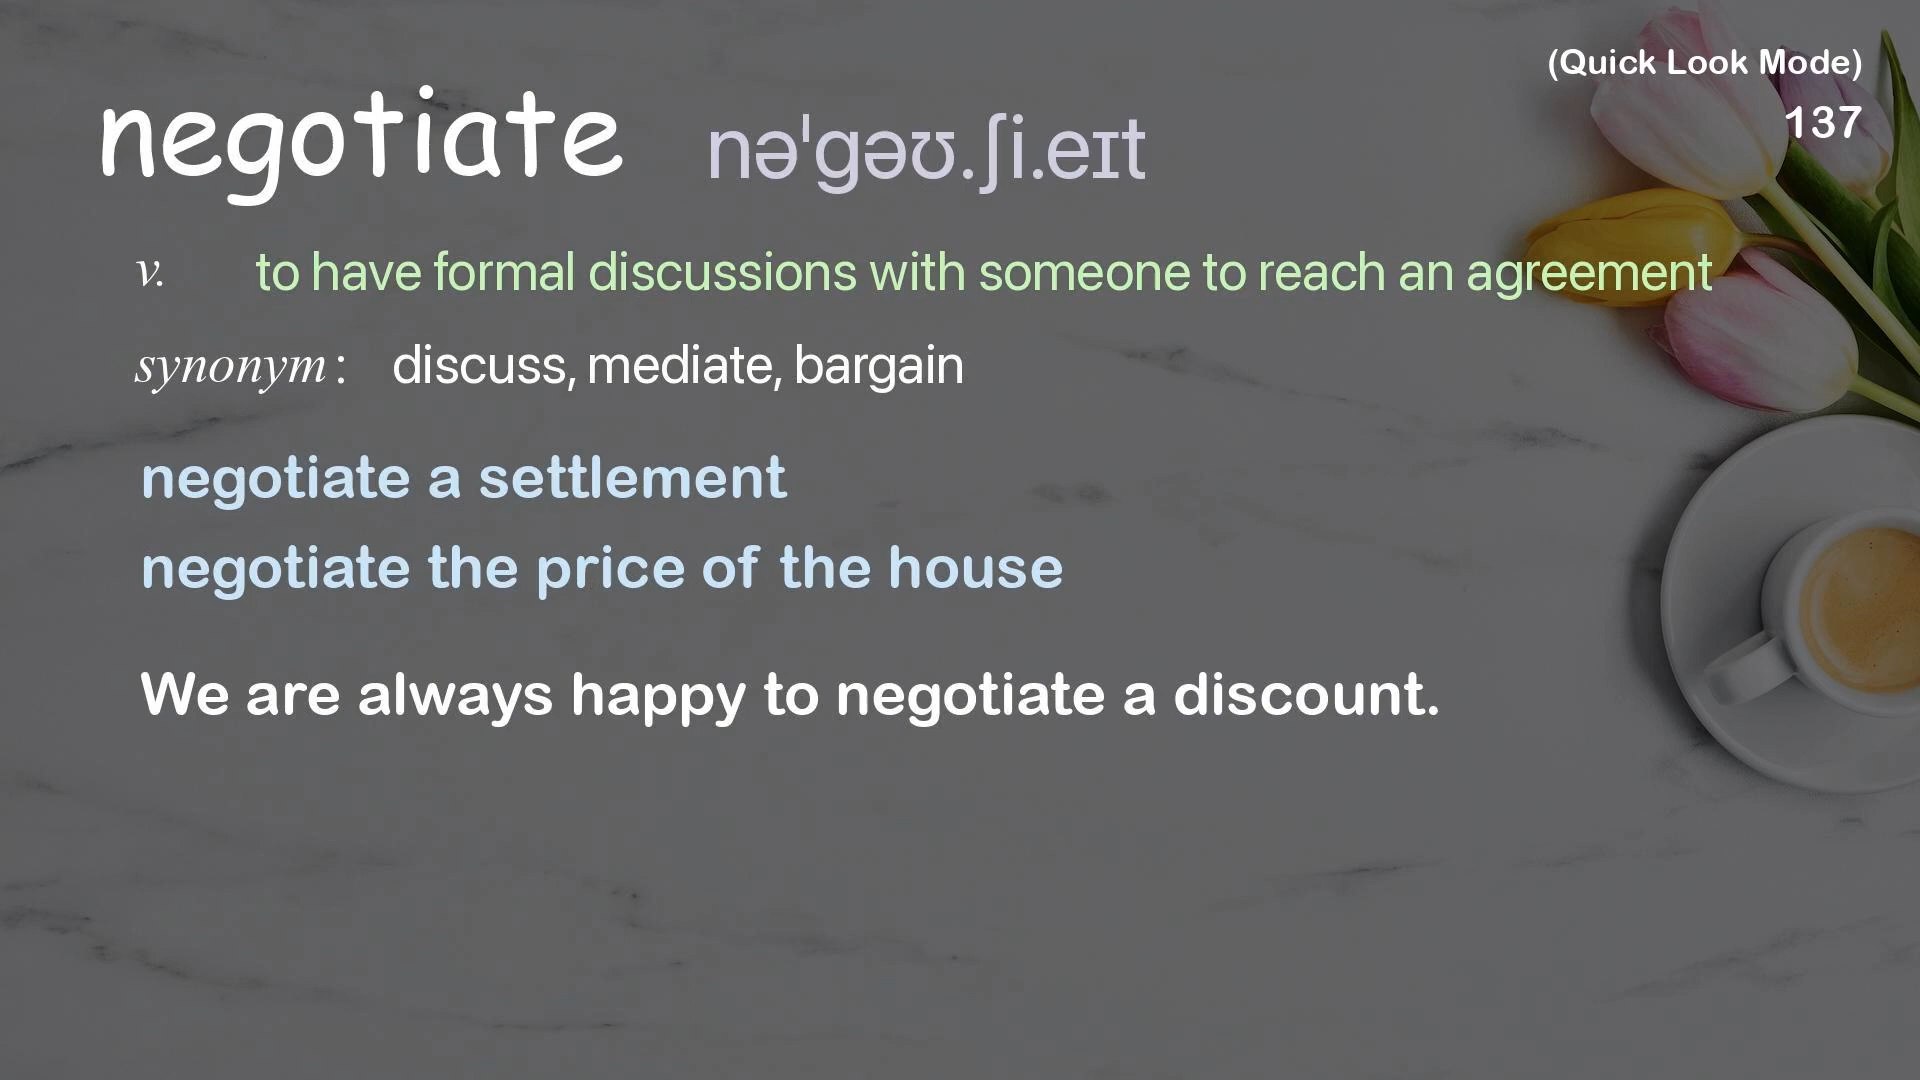 (Quick Look Mode)
137
negotiate nəˈɡəʊ.ʃi.eɪt
v. to have formal discussions with someone to reach an agreement
synonym : discuss, mediate, bargain
negotiate a settlement
negotiate the price of the house
We are always happy to negotiate a discount.